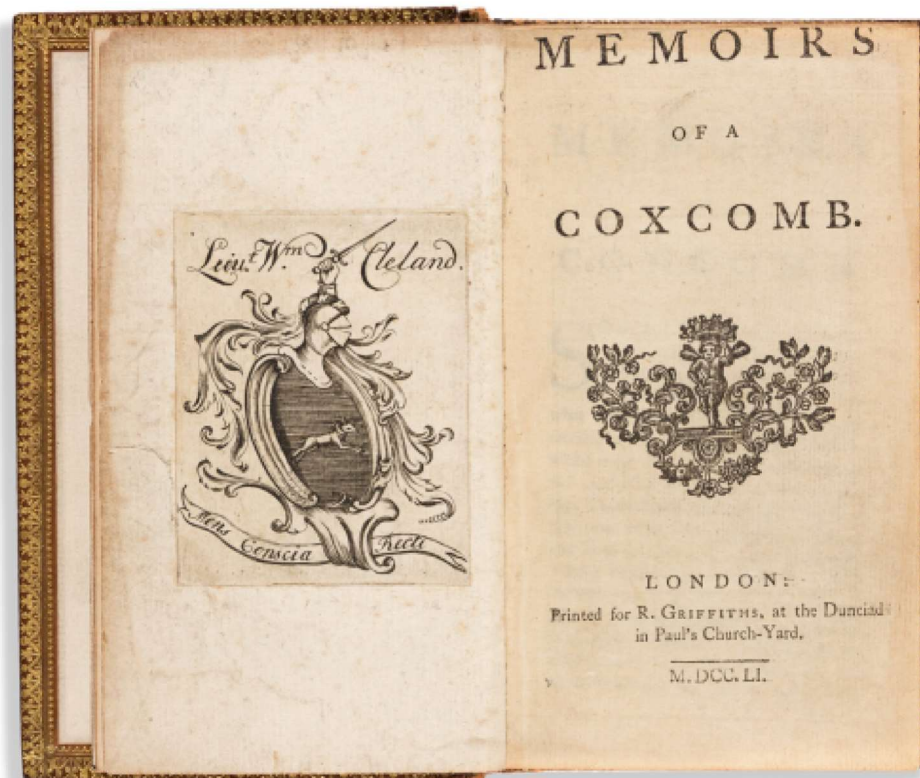 Leiut. Wm. Cleland.
Mens Conscia Recti
MEMOIRS
OF A
COXCOMB.
LONDON:
Printed for R. GRIFFITHS, at the Dunciad
in Paul's Church-Yard.
M.DCC.LI.